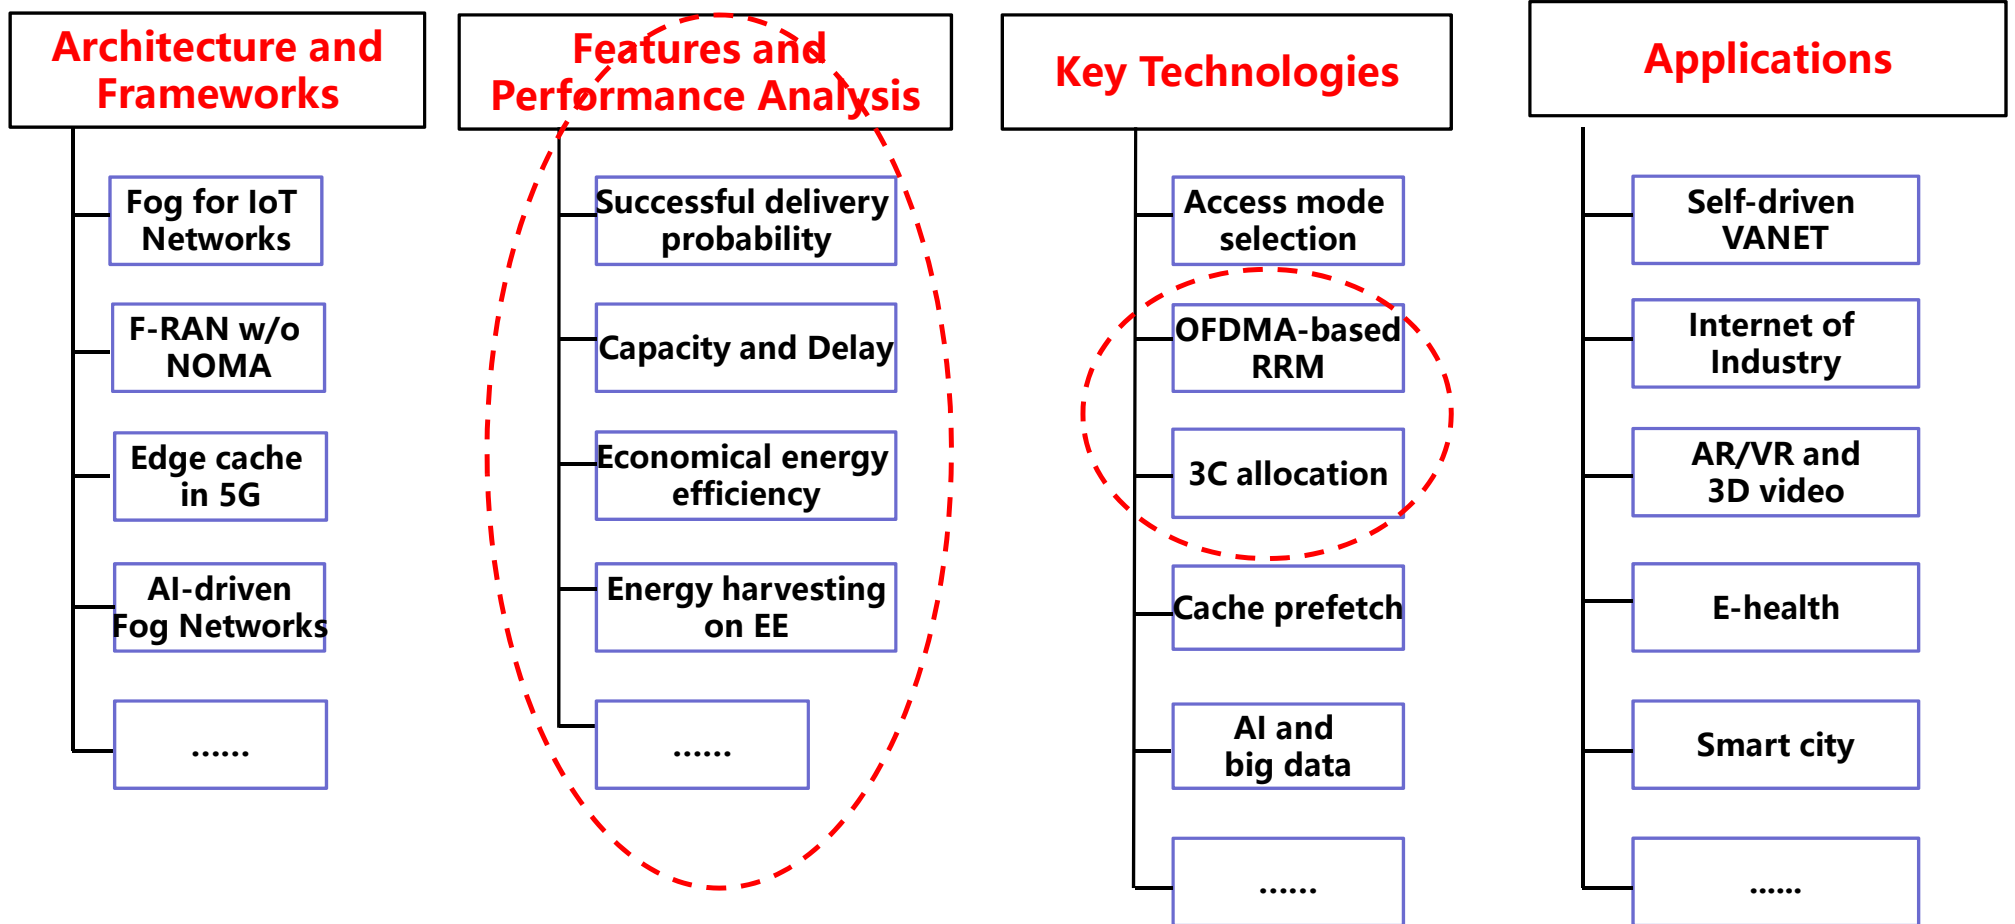 Architecture and
Frameworks
Fog for IoT
Networks
F-RAN w/o
NOMA
Edge cache
in 5G
AI-driven
Fog Networks
......
Features and
Performance Analysis
Successful delivery
probability
Capacity and Delay
Economical energy
efficiency
Energy harvesting
on EE
......
Key Technologies
Access mode
selection
OFDMA-based
RRM
3C allocation
Cache prefetch
AI and
big data
......
Applications
Self-driven
VANET
Internet of
Industry
AR/VR and
3D video
E-health
Smart city
......